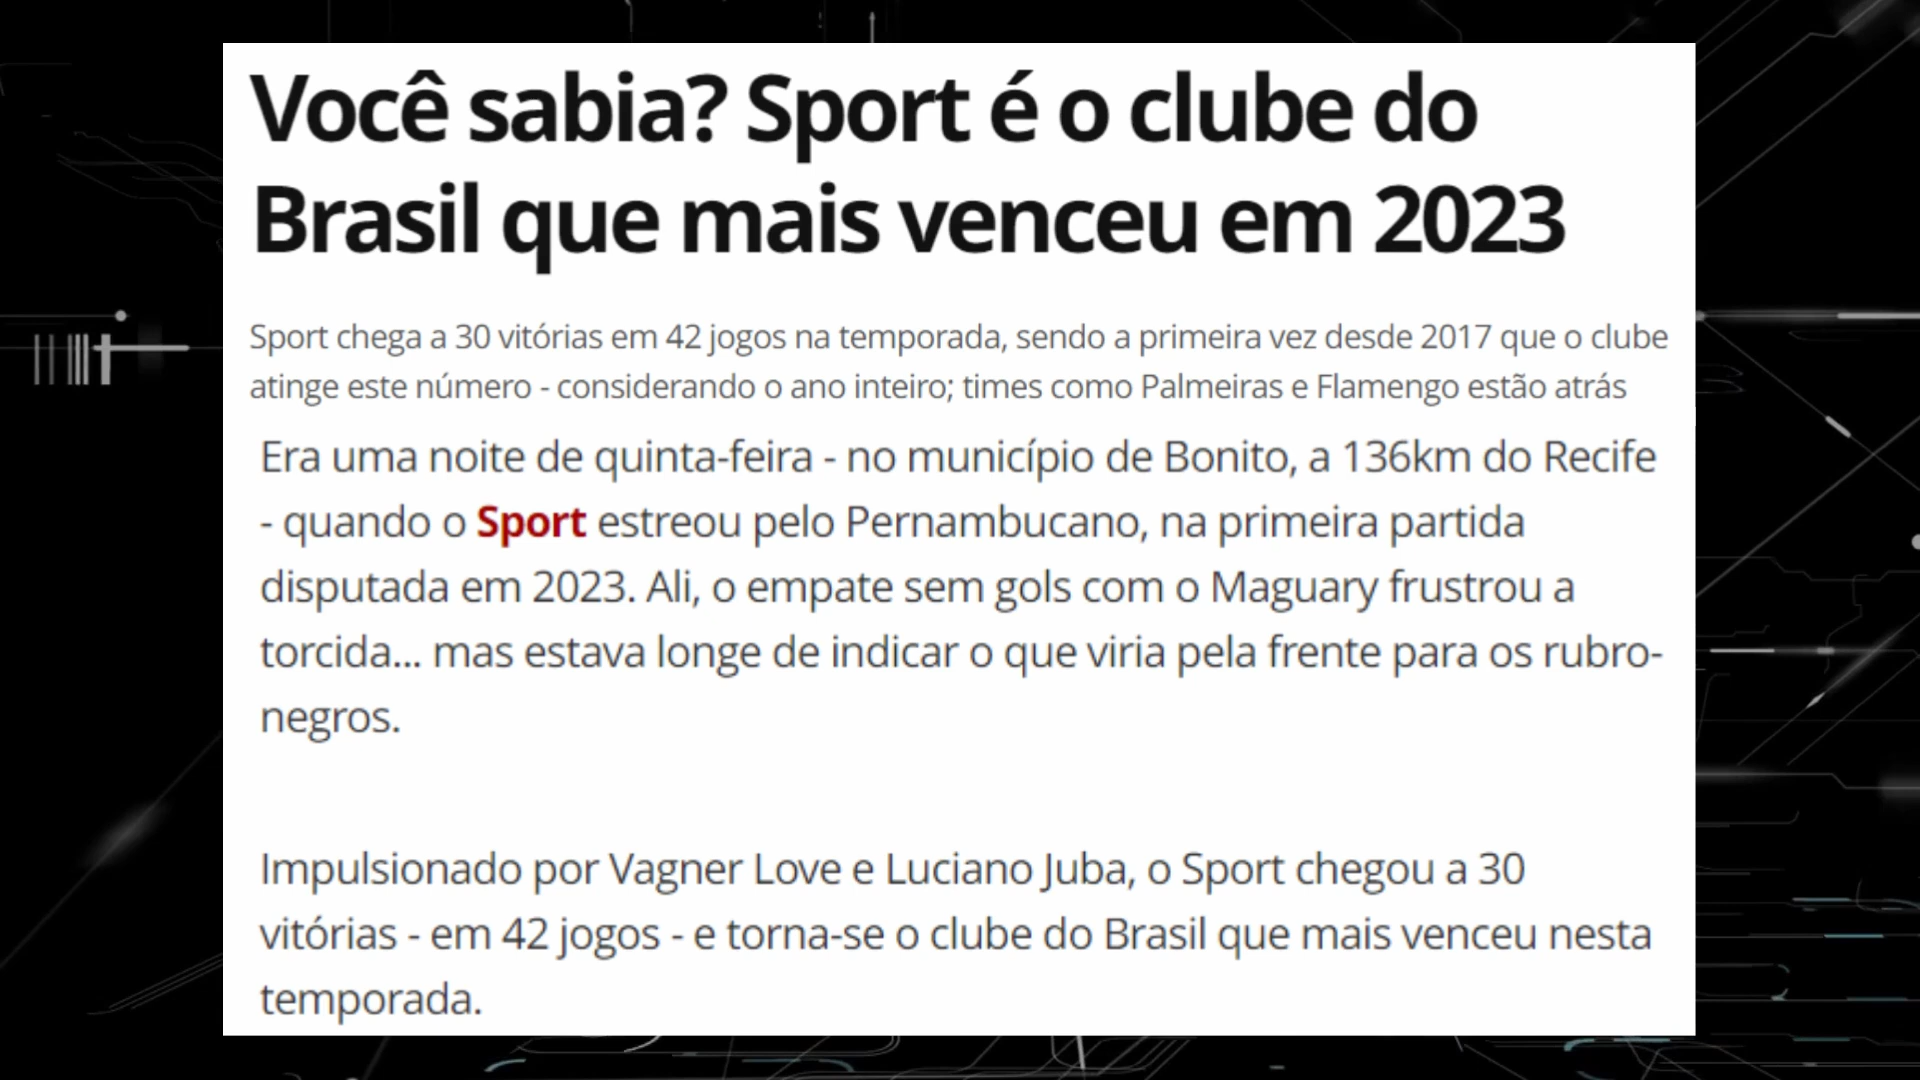 Você sabia? Sport é o clube do
Brasil que mais venceu em 2023
Sport chega a 30 vitórias em 42 jogos na temporada, sendo a primeira vez desde 2017 que o clube
atinge este número - considerando o ano inteiro; times como Palmeiras e Flamengo estão atrás
Era uma noite de quinta-feira - no município de Bonito, a 136km do Recife
- quando o Sport estreou pelo Pernambucano, na primeira partida
disputada em 2023. Ali, o empate sem gols com o Maguary frustrou a
torcida... mas estava longe de indicar o que viria pela frente para os rubro-
negros.
Impulsionado por Vagner Love e Luciano Juba, o Sport chegou a 30
vitórias - em 42 jogos - e torna-se o clube do Brasil que mais venceu nesta
temporada.